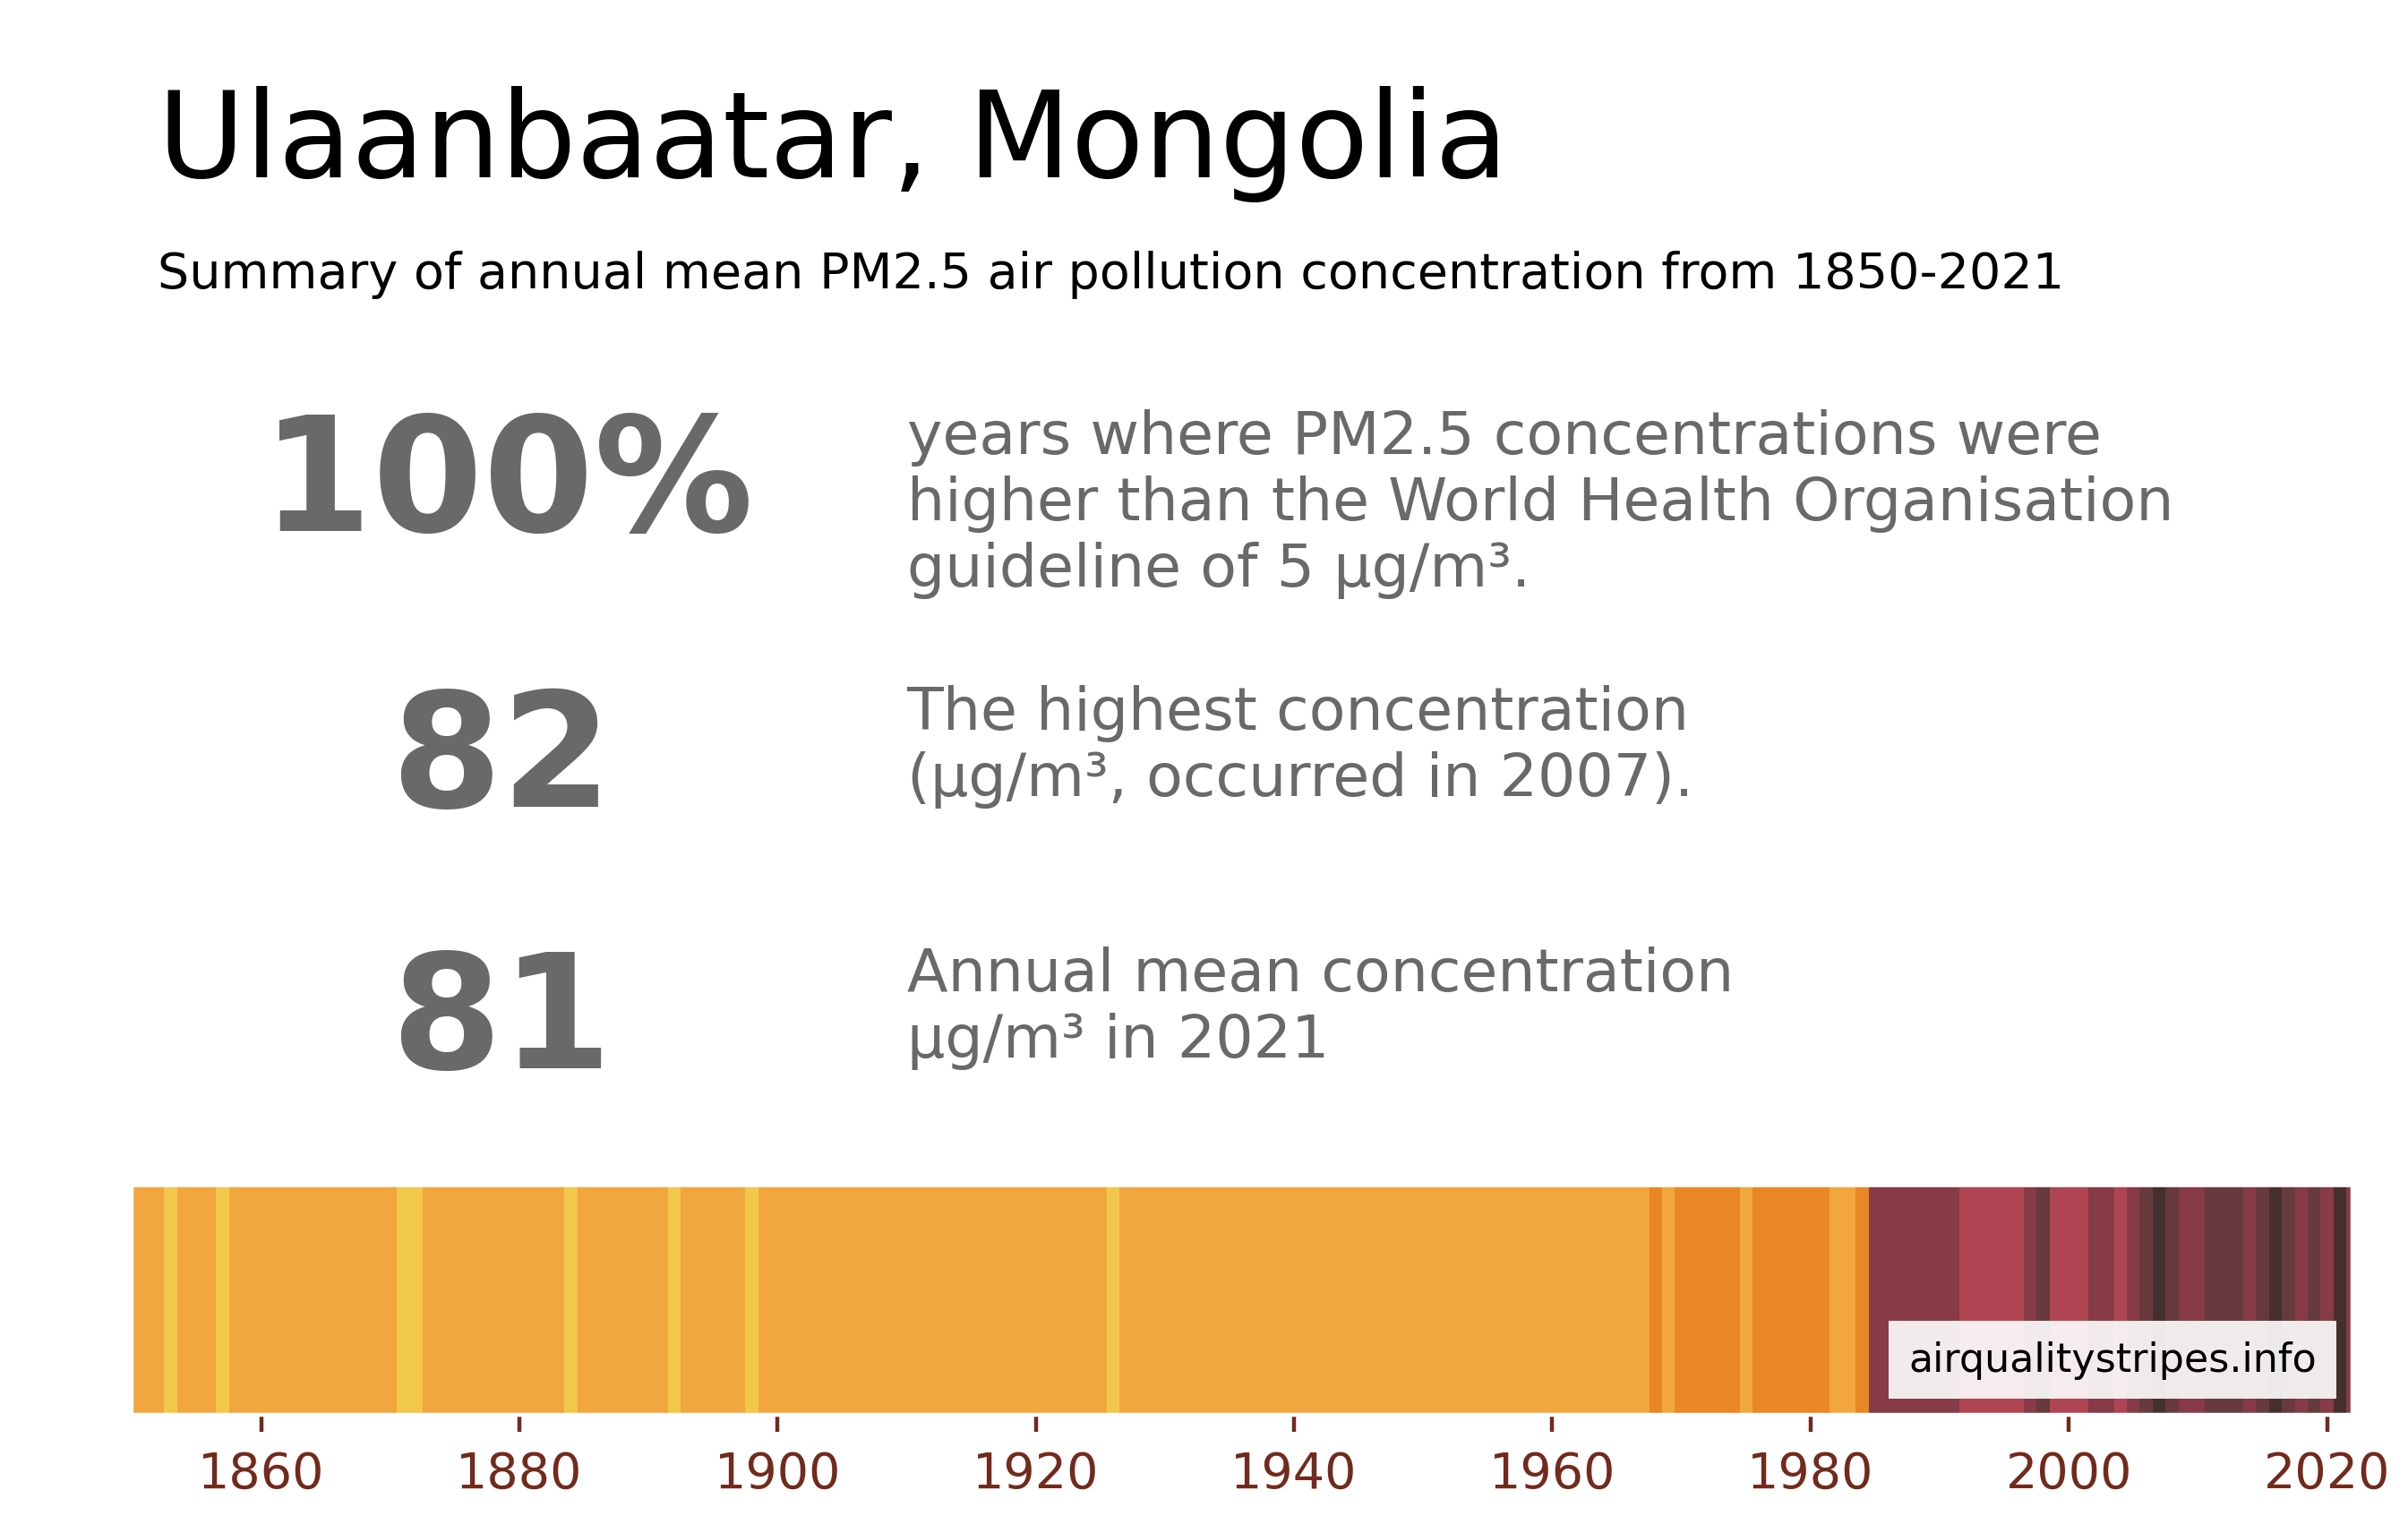 Ulaanbaatar, Mongolia
Summary of annual mean PM2.5 air pollution concentration from 1850-2021
100%
years where PM2.5 concentrations were
higher than the World Health Organisation
guideline of 5 µg/m³.
82
The highest concentration
(µg/m³, occurred in 2007).
81
Annual mean concentration
µg/m³ in 2021
airqualitystripes.info
1860 1880 1900 1920 1940 1960 1980 2000 2020